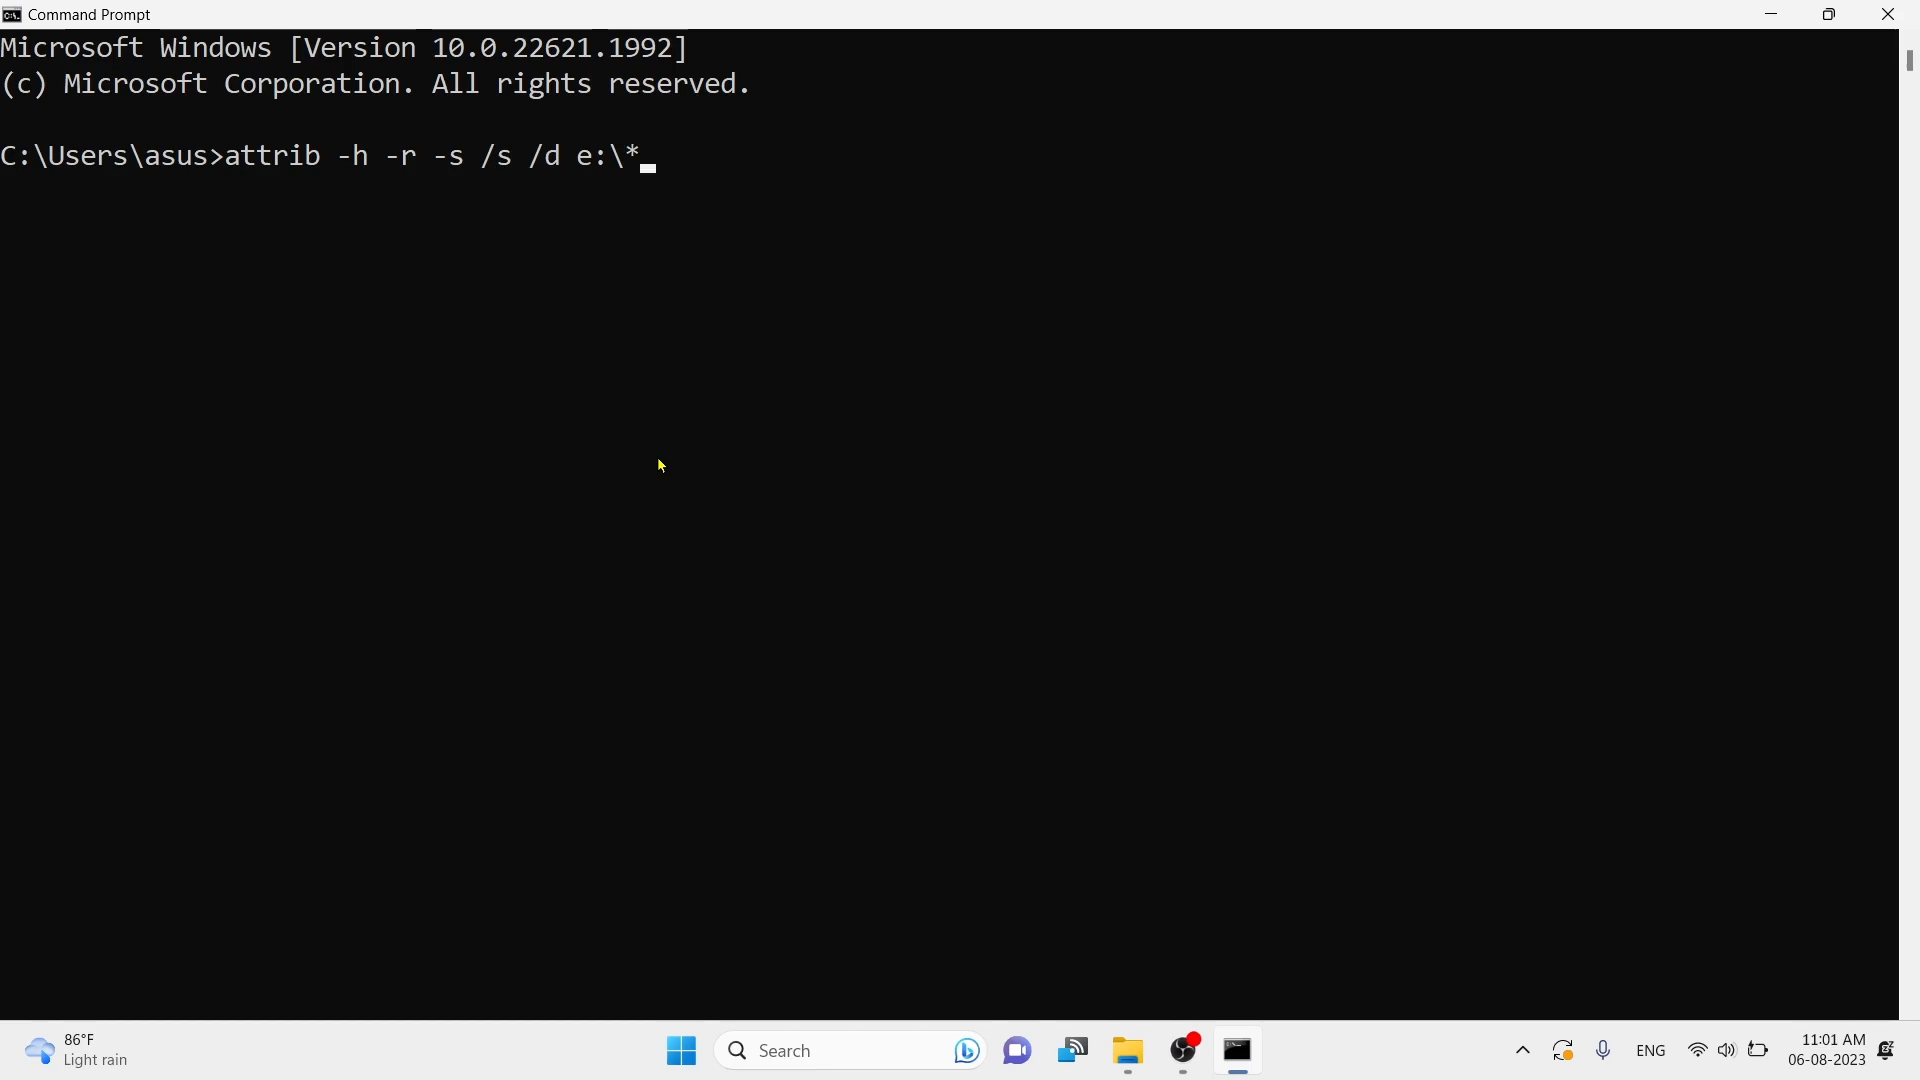 Command Prompt
Microsoft Windows [Version 10.0.22621.1992]
(c) Microsoft Corporation. All rights reserved.
C:\Users\asus>attrib -h -r -s /s /d e:\*
86°F
Light rain
Search
ENG
11:01 AM
06-08-2023